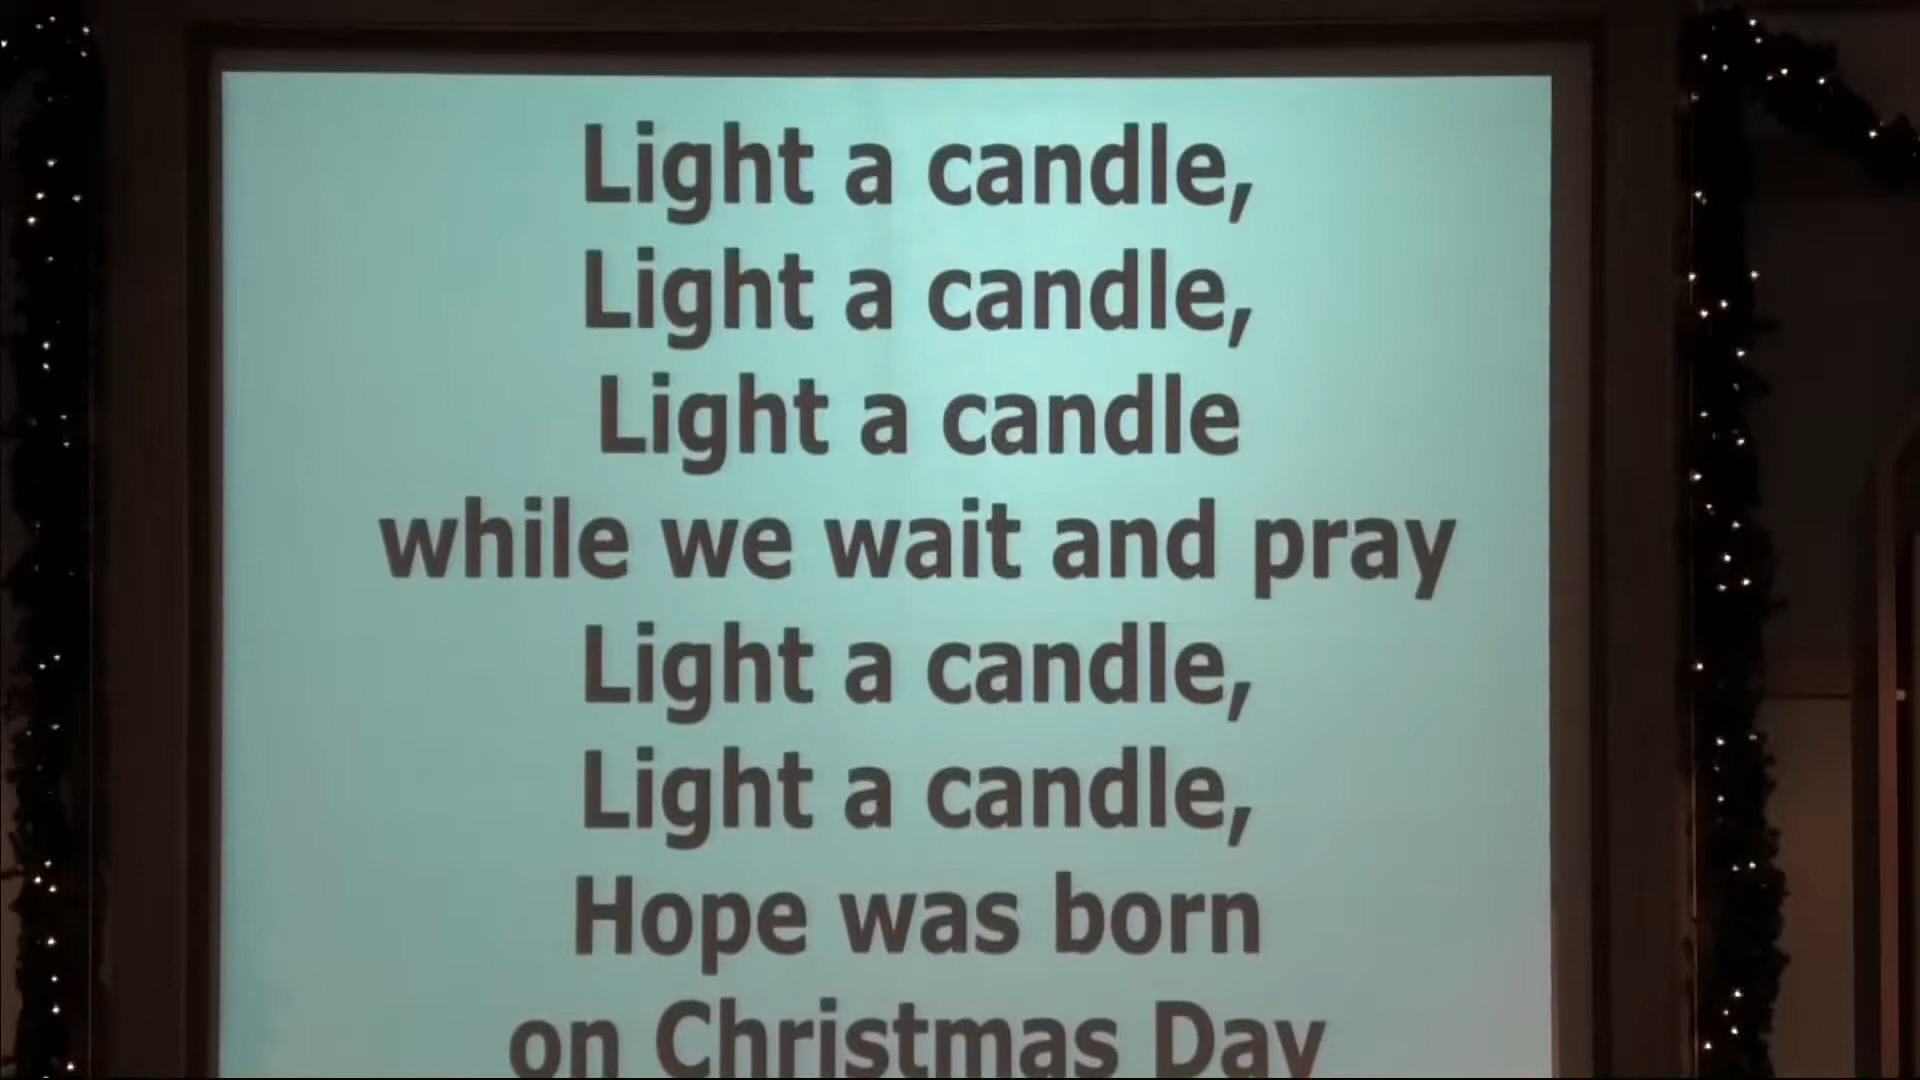 Light a candle,
Light a candle,
Light a candle
while we wait and pray
Light a candle,
Light a candle,
Hope was born
on Christmas Day